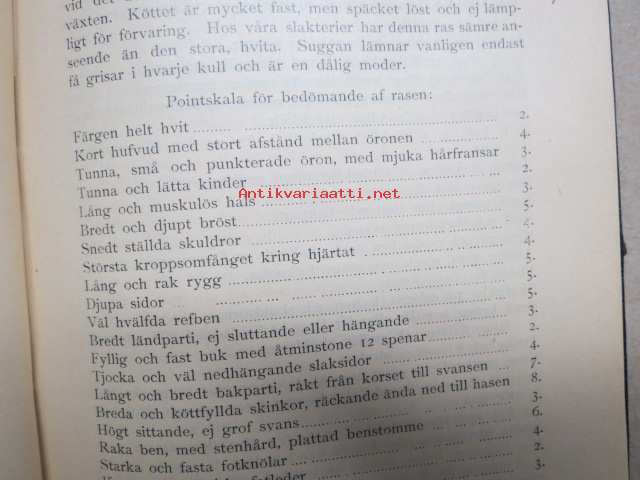 växten. Köttet är mycket fast, men späcket löst och ej lämp-
ligt för förvaring. Hos våra slakterier har denna ras sämre an-
seende än den stora, hvita. Suggan lämnar vanligen endast
få grisar i hvarje kull och är en dålig moder.
Pointskala för bedömande af rasen:
Färgen helt hvit 2.
Kort hufvud med stort afstånd mellan öronen 4.
Tunna, små och punkterade öron, med mjuka hårfransar 3.
Tunna och lätta kinder 2.
Antikvariaatti.net
Lång och muskulös hals 3.
Bredt och djupt bröst 5.
Snedt ställda skuldror 4.
Största kroppsomfånget kring hjärtat 4.
Lång och rak rygg 5.
Djupa sidor 5.
Väl hvälfda refben 3.
Bredt ländparti, ej sluttande eller hängande 5.
Fyllig och fast buk med åtminstone 12 spenar 2.
Tjocka och väl nedhängande slaksidor 4.
Långt och bredt bakparti, rakt från korset till svansen 7.
Breda och köttfyllda skinkor, räckande ända ned till hasen 8.
Högt sittande, ej grof svans 3.
Raka ben, med stenhård, plattad benstomme 6.
Starka och fasta fotknölar 4.
2.
3.